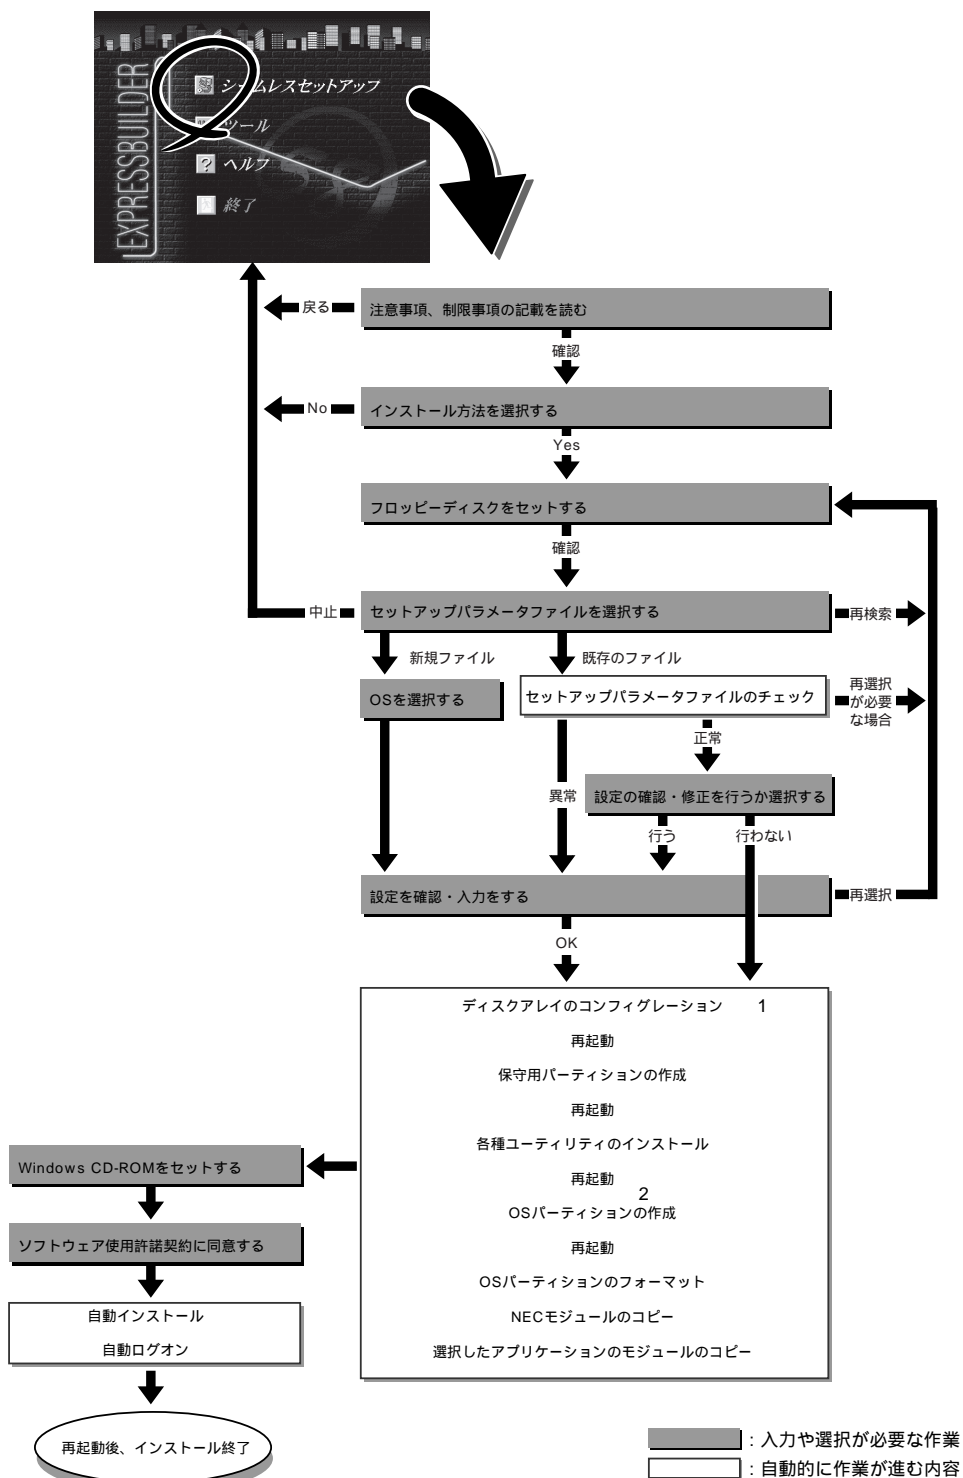 EXPRESSBUILDER
シームレスセットアップ
ツール
ヘルプ
終了
戻る
注意事項、制限事項の記載を読む
確認
No
インストール方法を選択する
Yes
フロッピーディスクをセットする
確認
中止
セットアップパラメータファイルを選択する
再検索
新規ファイル
既存のファイル
OSを選択する
セットアップパラメータファイルのチェック
再選択
が必要
な場合
正常
異常
設定の確認・修正を行うか選択する
行う
行わない
設定を確認・入力をする
再選択
OK
ディスクアレイのコンフィグレーション 1
再起動
保守用パーティションの作成
再起動
各種ユーティリティのインストール
再起動
2
OSパーティションの作成
再起動
OSパーティションのフォーマット
NECモジュールのコピー
選択したアプリケーションのモジュールのコピー
Windows CD-ROMをセットする
ソフトウェア使用許諾契約に同意する
自動インストール
自動ログオン
再起動後、インストール終了
：入力や選択が必要な作業
：自動的に作業が進む内容